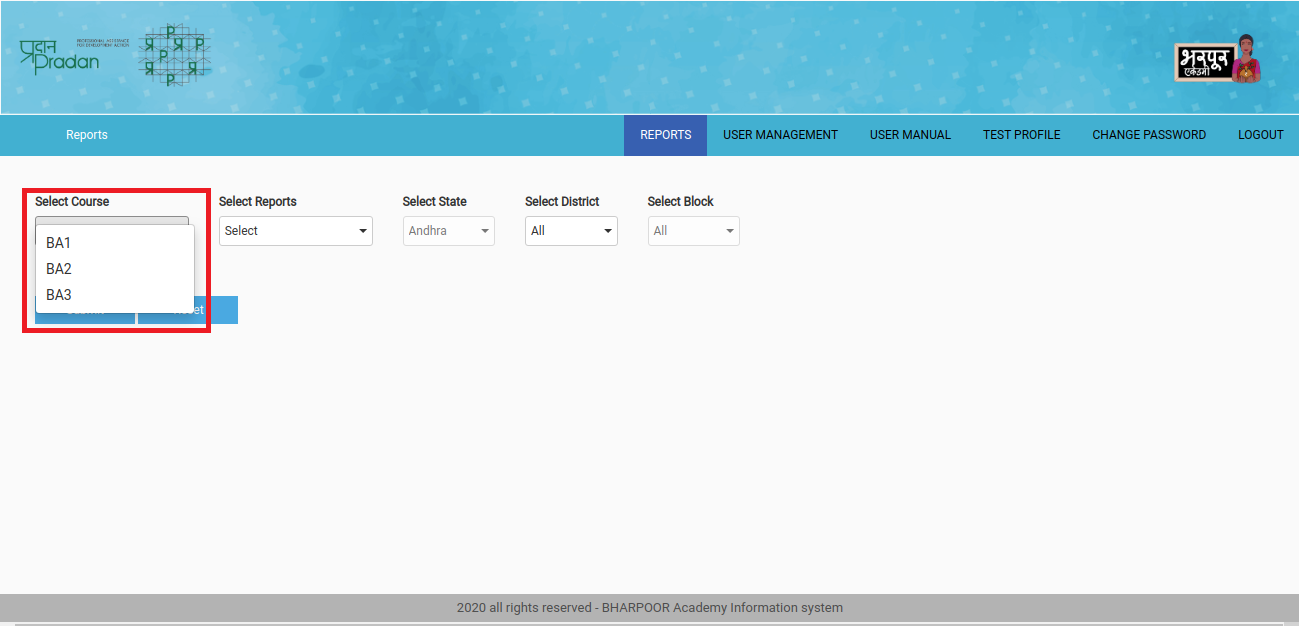 प्रदान
PROFESSIONAL ASSISTANCE
FOR DEVELOPMENT ACTION
Pradan
भरपूर
एकेडमी
Reports
REPORTS
USER MANAGEMENT
USER MANUAL
TEST PROFILE
CHANGE PASSWORD
LOGOUT
Select Course
Select Reports
Select State
Select District
Select Block
Select
Andhra
All
All
BA1
BA2
BA3
2020 all rights reserved - BHARPOOR Academy Information system